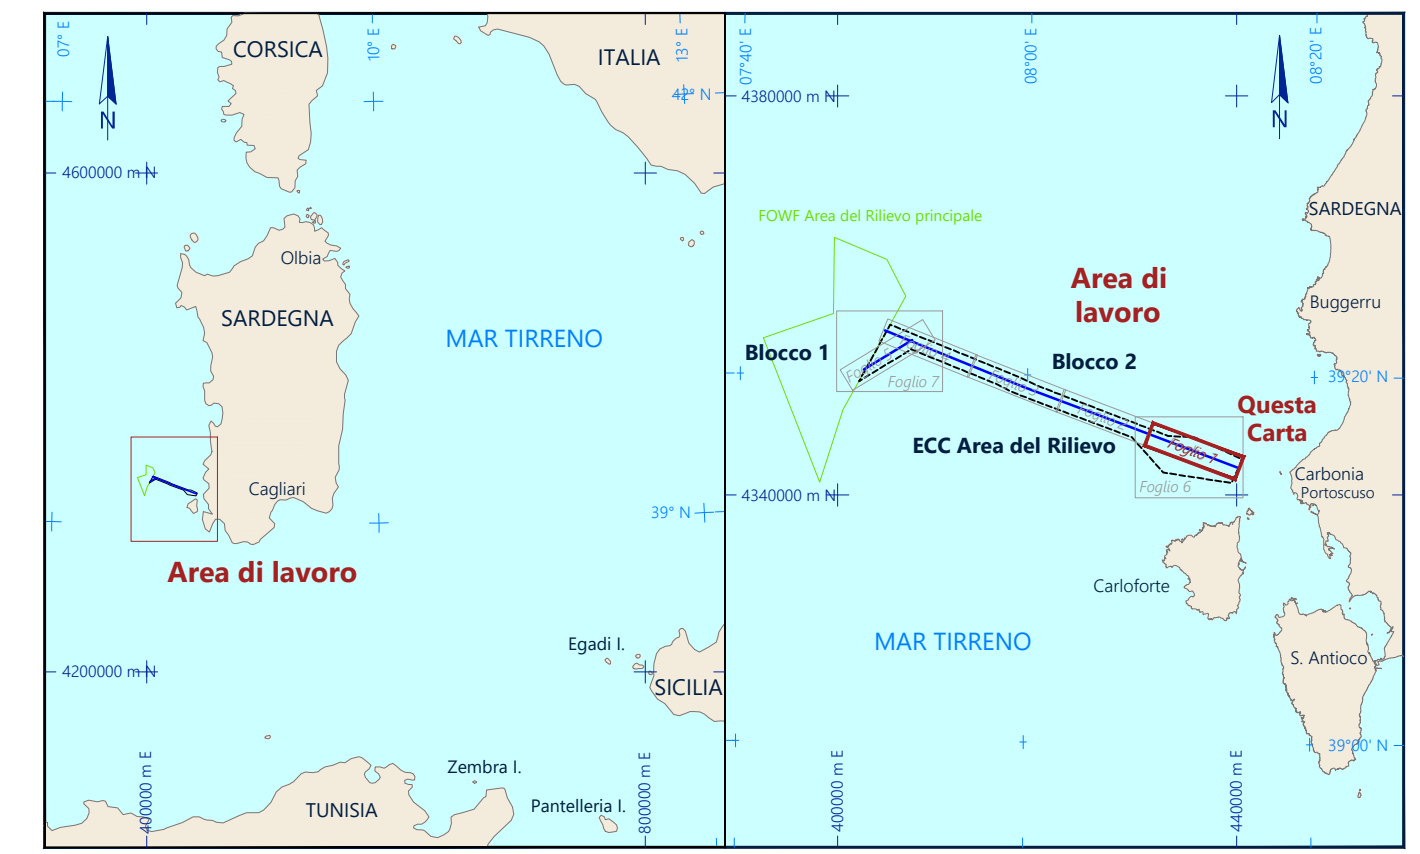 07° E
10° E
13° E
CORSICA
ITALIA
42° N
N
4600000 m N
Olbia
SARDEGNA
MAR TIRRENO
Cagliari
39° N
Area di lavoro
Egadi I.
4200000 m N
SICILIA
400000 m E
800000 m E
Zembra I.
Pantelleria I.
TUNISIA
07°40' E
08°00' E
08°20' E
4380000 m N
N
SARDEGNA
FOWF Area del Rilievo principale
Area di
lavoro
Buggerru
Blocco 1
Blocco 2
Foglio 7
39°20' N
Questa
Carta
ECC Area del Rilievo
Foglio 1
Carbonia
Portoscuso
Foglio 6
4340000 m N
Carloforte
MAR TIRRENO
S. Antioco
39°00' N
400000 m E
440000 m E